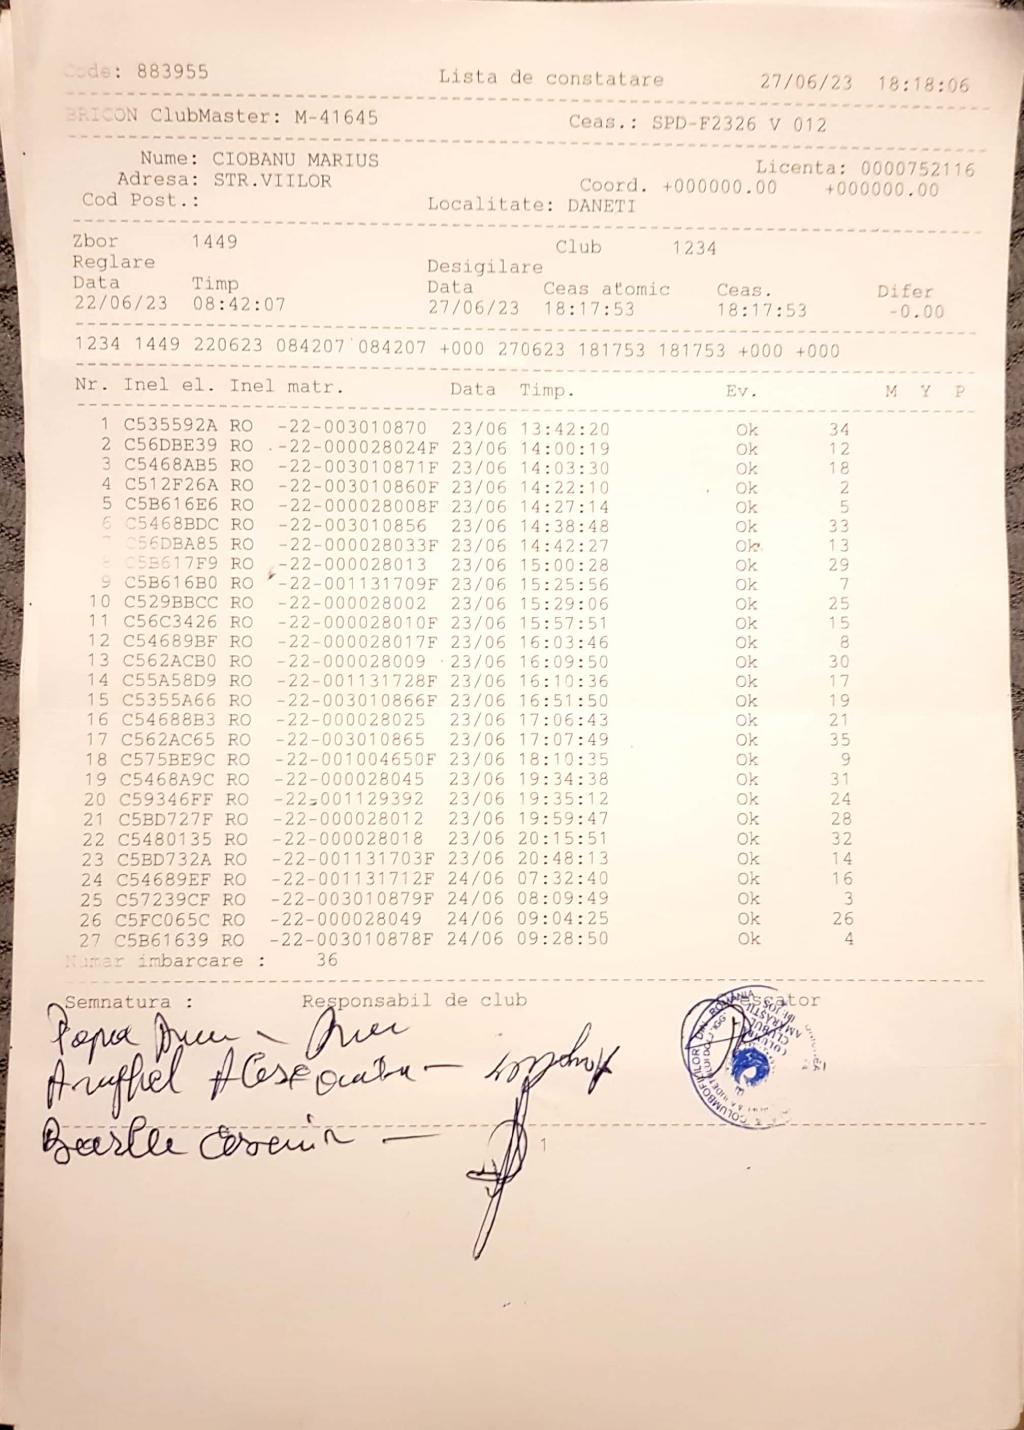 Code: 883955 Lista de constatare 27/06/23 18:18:06
BRICON ClubMaster: M-41645 Ceas.: SPD-F2326 V 012
Nume: CIOBANU MARIUS Licenta: 0000752116
Adresa: STR.VIILOR Coord. +000000.00 +000000.00
Cod Post.: Localitate: DANETI
Zbor 1449 Club 1234
Reglare Desigilare
Data Timp Data Ceas atomic Ceas. Difer
22/06/23 08:42:07 27/06/23 18:17:53 18:17:53 -0.00
1234 1449 220623 084207 084207 +000 270623 181753 181753 +000 +000
Nr. Inel el. Inel matr. Data Timp. Ev. M Y P
1 C535592A RO -22-003010870 23/06 13:42:20 Ok 34
2 C56DBE39 RO -22-000028024F 23/06 14:00:19 Ok 12
3 C5468AB5 RO -22-003010871F 23/06 14:03:30 Ok 18
4 C512F26A RO -22-003010860F 23/06 14:22:10 Ok 2
5 C5B616E6 RO -22-000028008F 23/06 14:27:14 Ok 5
6 C5468BDC RO -22-003010856 23/06 14:38:48 Ok 33
7 C56DBA85 RO -22-000028033F 23/06 14:42:27 Ok 13
8 C5B617F9 RO -22-000028013 23/06 15:00:28 Ok 29
9 C5B616B0 RO -22-001131709F 23/06 15:25:56 Ok 7
10 C529BBCC RO -22-000028002 23/06 15:29:06 Ok 25
11 C56C3426 RO -22-000028010F 23/06 15:57:51 Ok 15
12 C54689BF RO -22-000028017F 23/06 16:03:46 Ok 8
13 C562ACB0 RO -22-000028009 23/06 16:09:50 Ok 30
14 C55A58D9 RO -22-001131728F 23/06 16:10:36 Ok 17
15 C5355A66 RO -22-003010866F 23/06 16:51:50 Ok 19
16 C54688B3 RO -22-000028025 23/06 17:06:43 Ok 21
17 C562AC65 RO -22-003010865 23/06 17:07:49 Ok 35
18 C575BE9C RO -22-001004650F 23/06 18:10:35 Ok 9
19 C5468A9C RO -22-000028045 23/06 19:34:38 Ok 31
20 C59346FF RO -22-001129392 23/06 19:35:12 Ok 24
21 C5BD727F RO -22-000028012 23/06 19:59:47 Ok 28
22 C5480135 RO -22-000028018 23/06 20:15:51 Ok 32
23 C5BD732A RO -22-001131703F 23/06 20:48:13 Ok 14
24 C54689EF RO -22-001131712F 24/06 07:32:40 Ok 16
25 C57239CF RO -22-003010879F 24/06 08:09:49 Ok 3
26 C5FC065C RO -22-000028049 24/06 09:04:25 Ok 26
27 C5B61639 RO -22-003010878F 24/06 09:28:50 Ok 4
Numar imbarcare : 36
Semnatura : Responsabil de club
Popa
1